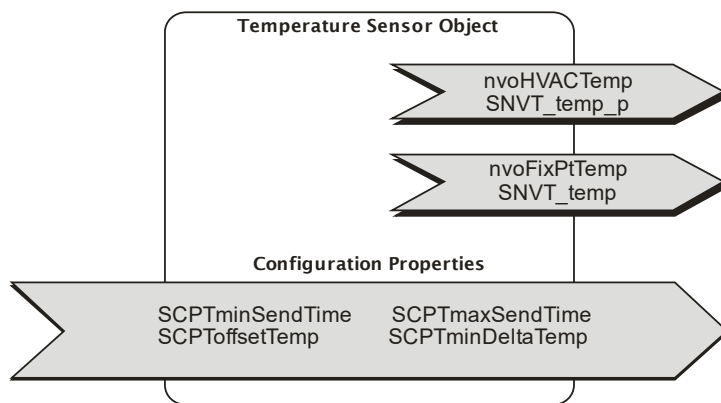 Temperature Sensor Object
nvoHVACTemp
SNVT_temp_p
nvoFixPtTemp
SNVT_temp
Configuration Properties
SCPTminSendTime SCPTmaxSendTime
SCPToffsetTemp SCPTminDeltaTemp